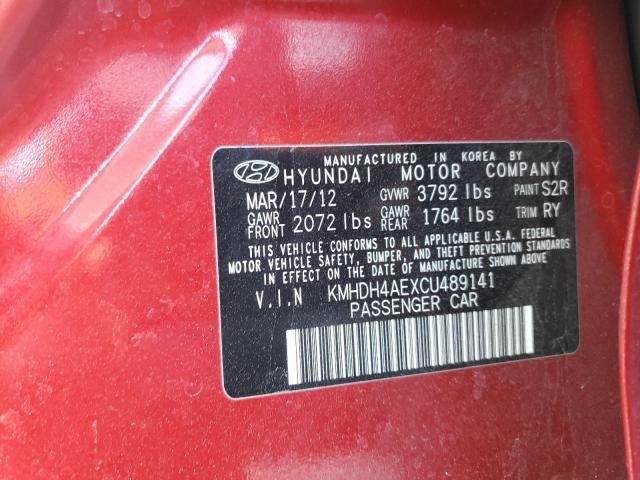 MANUFACTURED IN KOREA BY
HYUNDAI MOTOR COMPANY
MAR/17/12 GVWR 3792 lbs PAINT S2R
GAWR FRONT 2072 lbs GAWR REAR 1764 lbs TRIM RY
THIS VEHICLE CONFORMS TO ALL APPLICABLE U.S.A. FEDERAL
MOTOR VEHICLE SAFETY, BUMPER, AND THEFT PREVENTION STANDARDS
IN EFFECT ON THE DATE OF MANUFACTURE SHOWN ABOVE.
V.I.N KMHDH4AEXCU489141
PASSENGER CAR